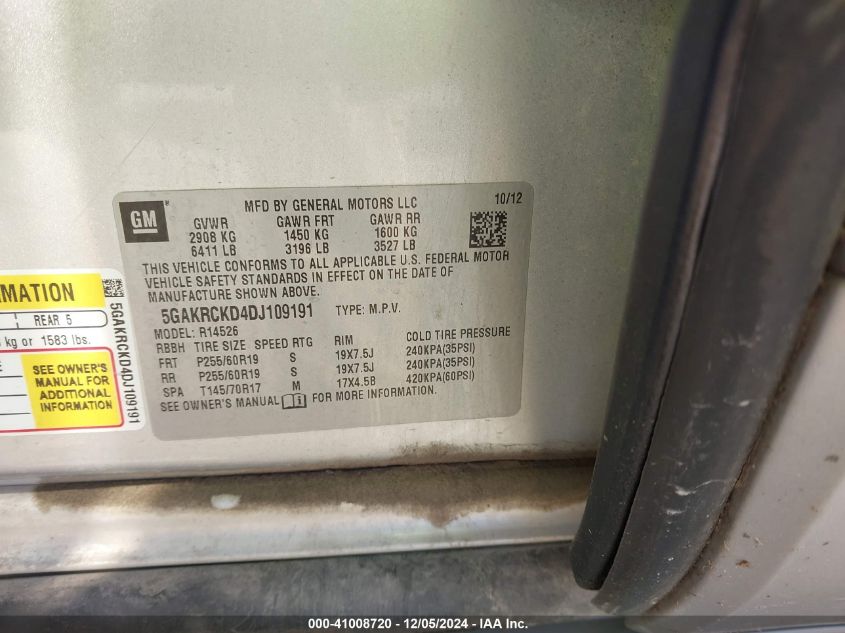 GM
MFD BY GENERAL MOTORS LLC
10/12
GVWR GAWR FRT GAWR RR
2908 KG 1450 KG 1600 KG
6411 LB 3196 LB 3527 LB
THIS VEHICLE CONFORMS TO ALL APPLICABLE U.S. FEDERAL MOTOR
VEHICLE SAFETY STANDARDS IN EFFECT ON THE DATE OF
MANUFACTURE SHOWN ABOVE.
5GAKRCKD4DJ109191 TYPE: M.P.V.
MODEL: R14526
RBBH TIRE SIZE SPEED RTG RIM COLD TIRE PRESSURE
FRT P255/60R19 S 19X7.5J 240KPA(35PSI)
RR P255/60R19 S 19X7.5J 240KPA(35PSI)
SPA T145/70R17 M 17X4.5B 420KPA(60PSI)
SEE OWNER'S MANUAL FOR MORE INFORMATION.
RMATION
REAR 5
kg or 1583 lbs.
SEE OWNER'S
MANUAL FOR
ADDITIONAL
INFORMATION
5GAKRCKD4DJ109191
000-41008720 - 12/05/2024 - IAA Inc.